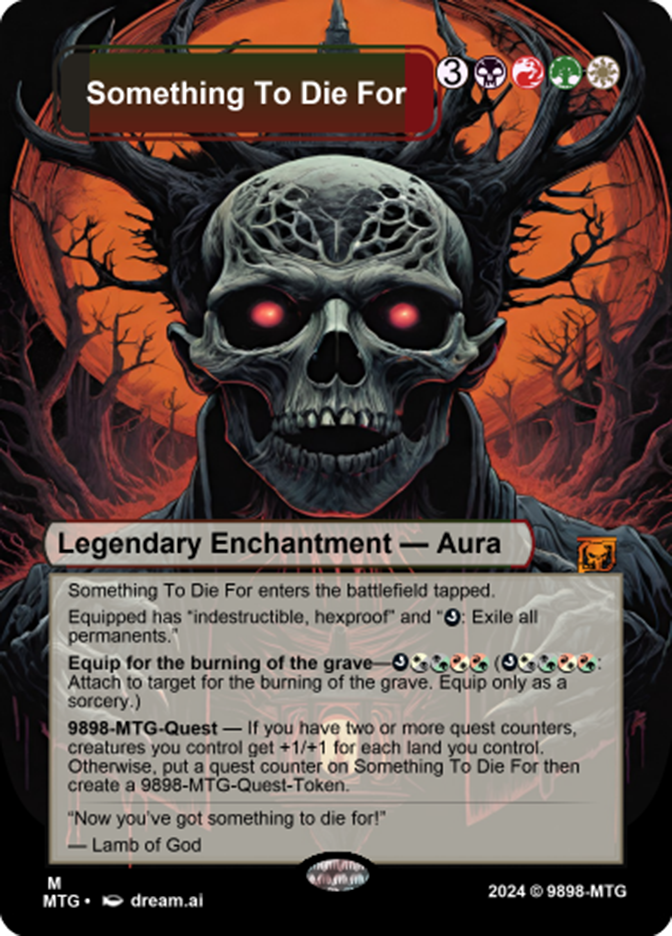 Something To Die For 3
Legendary Enchantment — Aura
Something To Die For enters the battlefield tapped.
Equipped has “indestructible, hexproof” and “: Exile all
permanents.”
Equip for the burning of the grave— (:
Attach to target for the burning of the grave. Equip only as a
sorcery.)
9898-MTG-Quest — If you have two or more quest counters,
creatures you control get +1/+1 for each land you control.
Otherwise, put a quest counter on Something To Die For then
create a 9898-MTG-Quest-Token.
“Now you’ve got something to die for!”
— Lamb of God
M
MTG • dream.ai
2024 © 9898-MTG